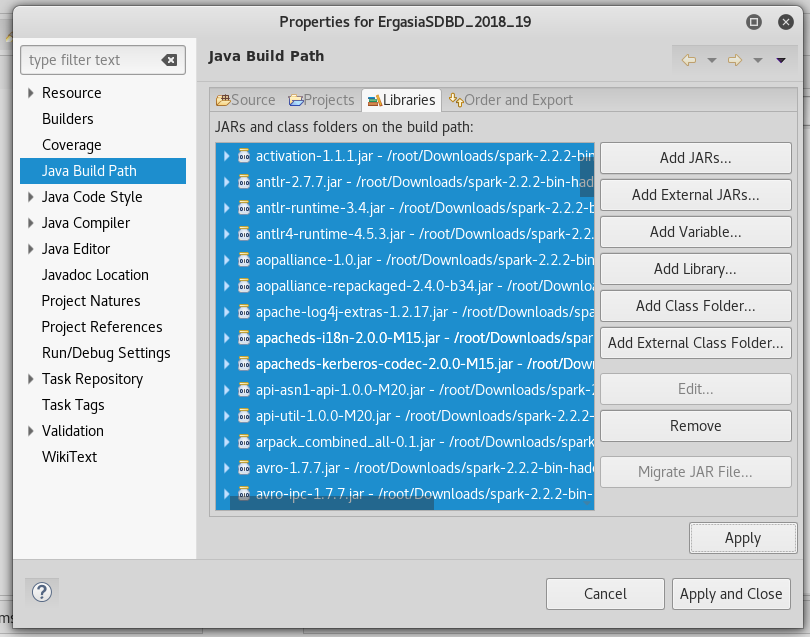 Properties for ErgasiaSDBD_2018_19
type filter text
Resource
Builders
Coverage
Java Build Path
Java Code Style
Java Compiler
Java Editor
Javadoc Location
Project Natures
Project References
Run/Debug Settings
Task Repository
Task Tags
Validation
WikiText
Java Build Path
Source Projects Libraries Order and Export
JARs and class folders on the build path:
activation-1.1.1.jar - /root/Downloads/spark-2.2.2-bin
antlr-2.7.7.jar - /root/Downloads/spark-2.2.2-bin-had
antlr-runtime-3.4.jar - /root/Downloads/spark-2.2.2-b
antlr4-runtime-4.5.3.jar - /root/Downloads/spark-2.2.
aopalliance-1.0.jar - /root/Downloads/spark-2.2.2-bin
aopalliance-repackaged-2.4.0-b34.jar - /root/Downloa
apache-log4j-extras-1.2.17.jar - /root/Downloads/spa
apacheds-i18n-2.0.0-M15.jar - /root/Downloads/spar
apacheds-kerberos-codec-2.0.0-M15.jar - /root/Down
api-asn1-api-1.0.0-M20.jar - /root/Downloads/spark-2
api-util-1.0.0-M20.jar - /root/Downloads/spark-2.2.2-
arpack_combined_all-0.1.jar - /root/Downloads/spark
avro-1.7.7.jar - /root/Downloads/spark-2.2.2-bin-hado
avro-ipc-1.7.7.jar - /root/Downloads/spark-2.2.2-bin-
Add JARs...
Add External JARs...
Add Variable...
Add Library...
Add Class Folder...
Add External Class Folder...
Edit...
Remove
Migrate JAR File...
Apply
?
Cancel
Apply and Close